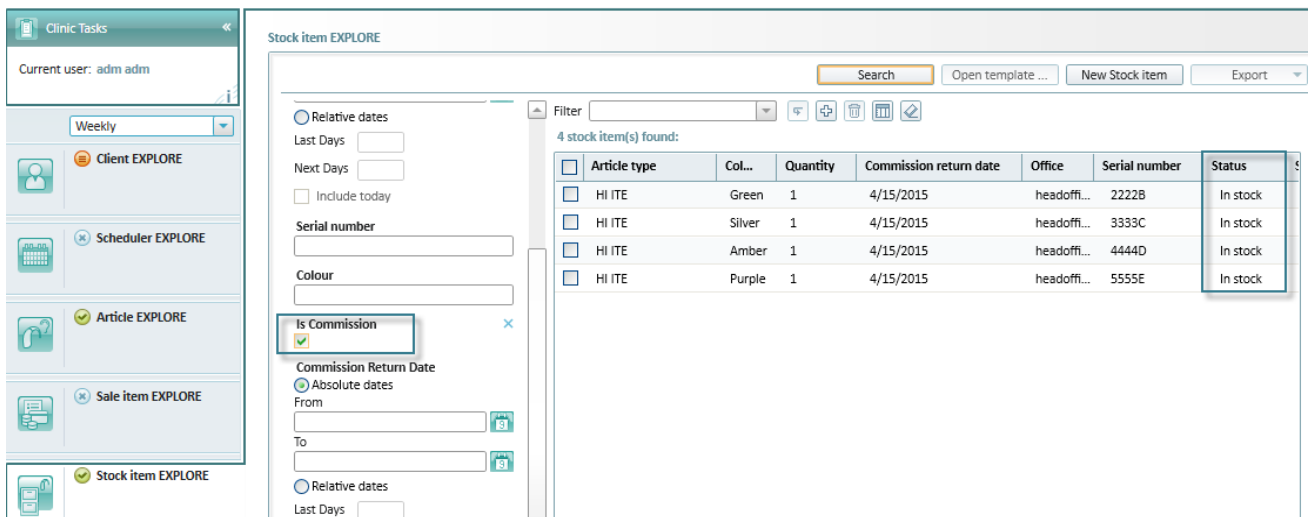 Clinic Tasks «
Current user: adm adm
i
Weekly
Client EXPLORE
Scheduler EXPLORE
Article EXPLORE
Sale item EXPLORE
Stock item EXPLORE
Stock item EXPLORE
Search Open template ... New Stock item Export
Relative dates
Last Days
Next Days
Include today
Serial number
Colour
Is Commission
Commission Return Date
Absolute dates
From
9
To
9
Relative dates
Last Days
Filter
4 stock item(s) found:
Article type Col... Quantity Commission return date Office Serial number Status
HI ITE Green 1 4/15/2015 headoffi... 2222B In stock
HI ITE Silver 1 4/15/2015 headoffi... 3333C In stock
HI ITE Amber 1 4/15/2015 headoffi... 4444D In stock
HI ITE Purple 1 4/15/2015 headoffi... 5555E In stock